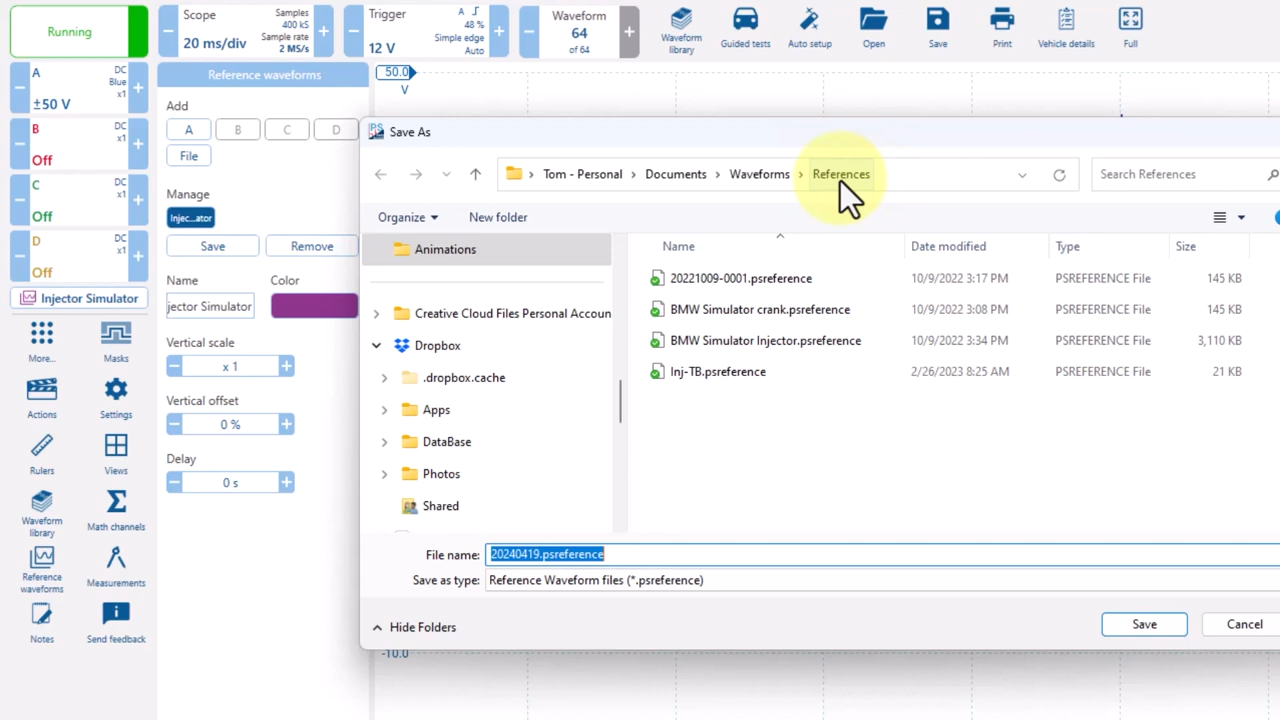 Running
Scope
20 ms/div
Samples
400 kS
Sample rate
2 MS/s
Trigger
12 V
A
48 %
Simple edge
Auto
Waveform
64
of 64
Waveform
library
Guided tests
Auto setup
Open
Save
Print
Vehicle details
Full
A
±50 V
DC
Blue
x1
B
Off
DC
x1
C
Off
DC
x1
D
Off
DC
x1
Injector Simulator
More...
Masks
Actions
Settings
Rulers
Views
Waveform
library
Math channels
Reference
waveforms
Measurements
Notes
Send feedback
Reference waveforms
Add
A
B
C
D
File
Manage
Injec...ator
Save
Remove
Name
Color
jector Simulator
Vertical scale
x 1
Vertical offset
0 %
Delay
0 s
50.0
V
Save As
Tom - Personal › Documents › Waveforms › References
Search References
Organize
New folder
Animations
Creative Cloud Files Personal Accoun
Dropbox
.dropbox.cache
Apps
DataBase
Photos
Shared
Name Date modified Type Size
20221009-0001.psreference 10/9/2022 3:17 PM PSREFERENCE File 145 KB
BMW Simulator crank.psreference 10/9/2022 3:08 PM PSREFERENCE File 145 KB
BMW Simulator Injector.psreference 10/9/2022 3:34 PM PSREFERENCE File 3,110 KB
Inj-TB.psreference 2/26/2023 8:25 AM PSREFERENCE File 21 KB
File name: 20240419.psreference
Save as type: Reference Waveform files (*.psreference)
Hide Folders
Save
Cancel
-10.0